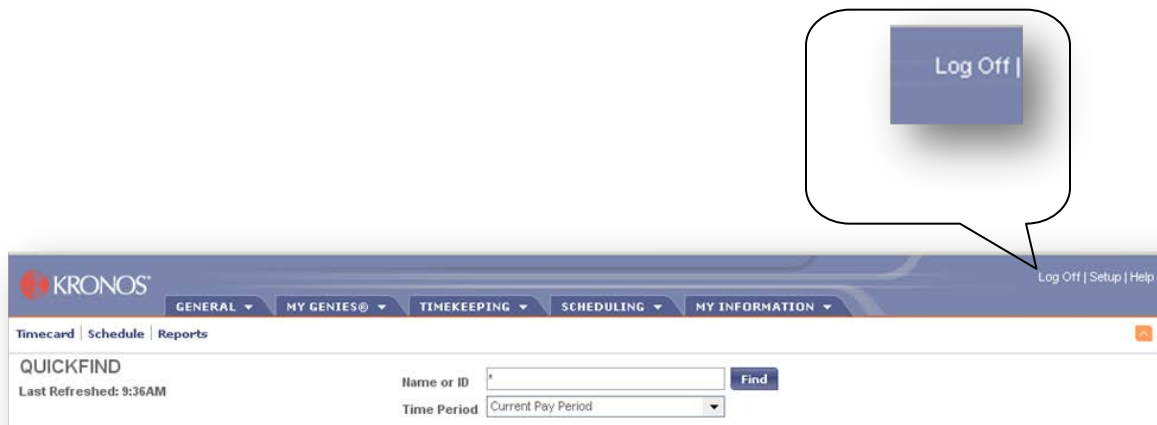 Log Off |
KRONOS®
Log Off | Setup | Help
GENERAL MY GENIES® TIMEKEEPING SCHEDULING MY INFORMATION
Timecard | Schedule | Reports
QUICKFIND
Last Refreshed: 9:36AM
Name or ID * Find
Time Period Current Pay Period